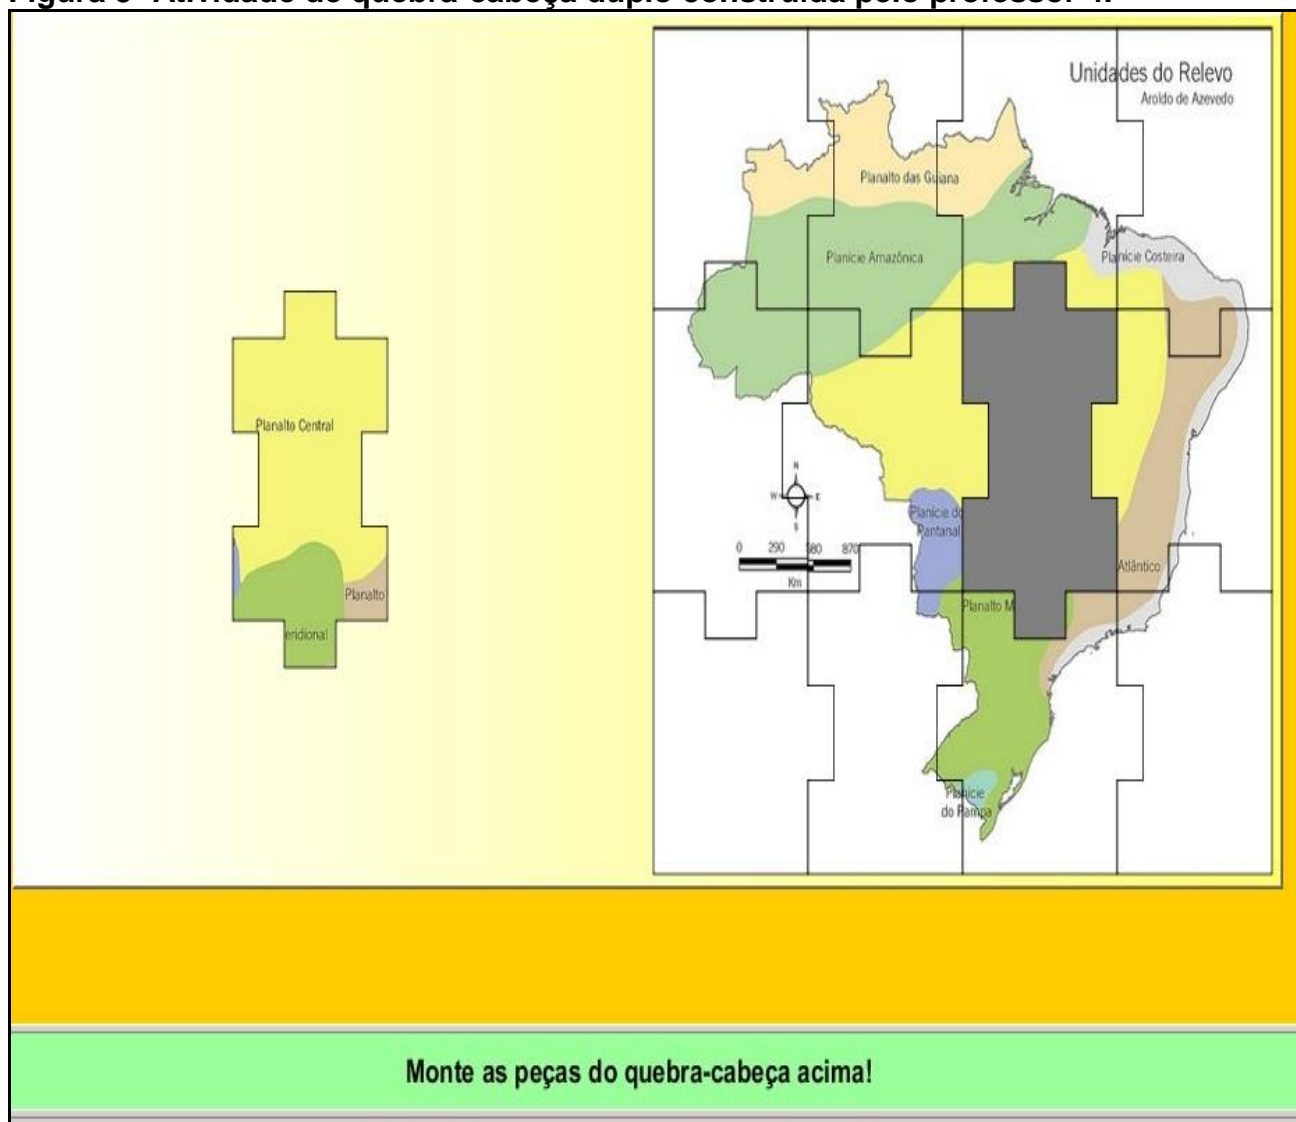 Planalto Central
Planalto
eridional
Unidades do Relevo
Aroldo de Azevedo
Planalto das Guiana
Planície Amazônica
Planície Costeira
N
W
E
S
Planície do
Pantanal
0 290 580 870
Km
Atlântico
Planalto M
Planície
do Pampa
Monte as peças do quebra-cabeça acima!